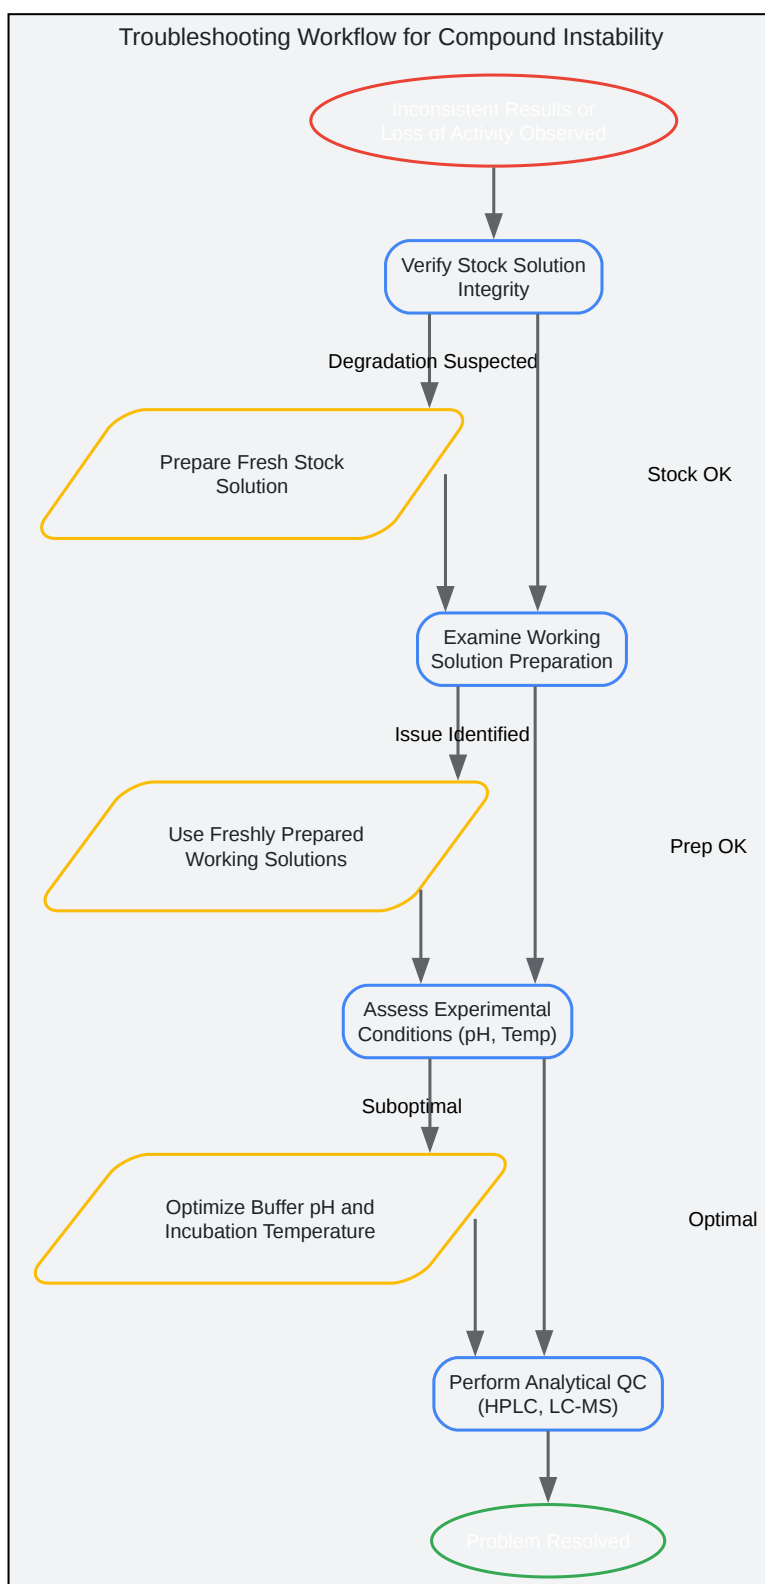 Troubleshooting Workflow for Compound Instability
Inconsistent Results or
Loss of Activity Observed
Verify Stock Solution
Integrity
Degradation Suspected
Prepare Fresh Stock
Solution
Stock OK
Examine Working
Solution Preparation
Issue Identified
Use Freshly Prepared
Working Solutions
Prep OK
Assess Experimental
Conditions (pH, Temp)
Suboptimal
Optimize Buffer pH and
Incubation Temperature
Optimal
Perform Analytical QC
(HPLC, LC-MS)
Problem Resolved